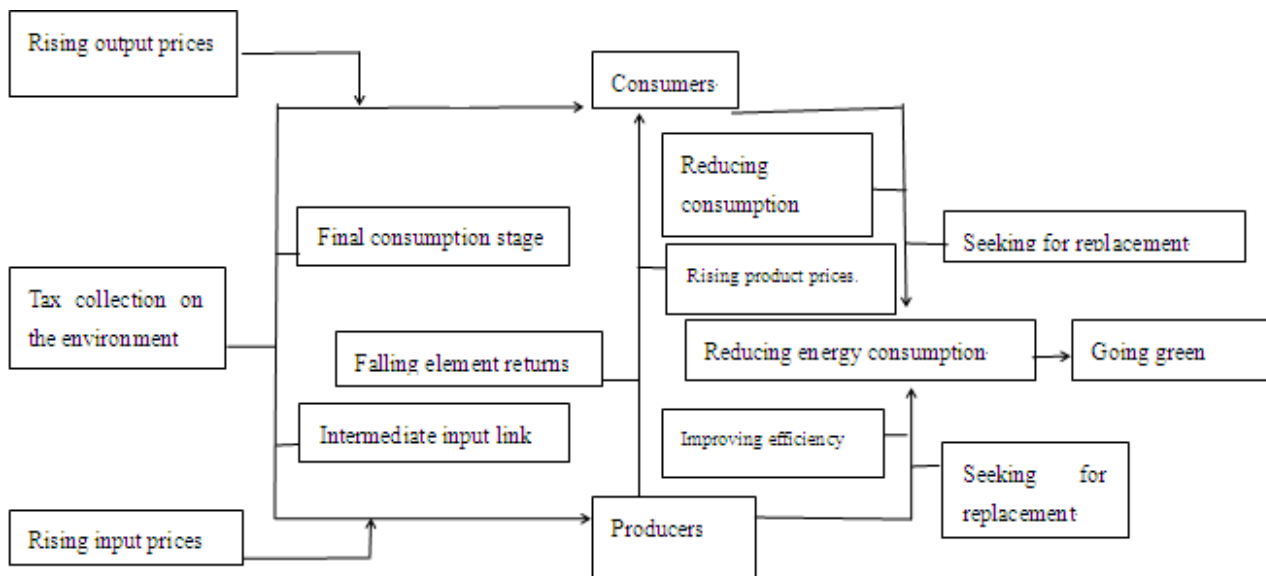 Rising output prices
Consumers
Reducing
consumption
Final consumption stage
Seeking for replacement
Rising product prices.
Tax collection on
the environment
Falling element returns
Reducing energy consumption
Going green
Intermediate input link
Improving efficiency
Seeking for
replacement
Rising input prices
Producers